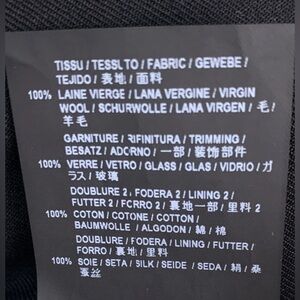 TISSU / TESSUTO / FABRIC / GEWEBE /
TEJIDO / 表地 / 面料
100% LAINE VIERGE / LANA VERGINE / VIRGIN
WOOL / SCHURWOLLE / LANA VIRGEN / 毛 /
羊毛
GARNITURE / RIFINITURA / TRIMMING /
BESATZ / ADORNO / 一部 / 装饰部件
100% VERRE / VETRO / GLASS / GLAS / VIDRIO / ガ
ラス / 玻璃
DOUBLURE 2. FODERA 2 / LINING 2 /
FUTTER 2 / FORRO 2 / 裏地一部 / 里料 2
100% COTON / COTONE / COTTON /
BAUMWOLLE / ALGODON / 綿 / 棉
DOUBLURE / FODERA / LINING / FUTTER /
FORRO / 裏地 / 里料
100% SOIE / SETA / SILK / SEIDE / SEDA / 絹 / 桑
蚕丝